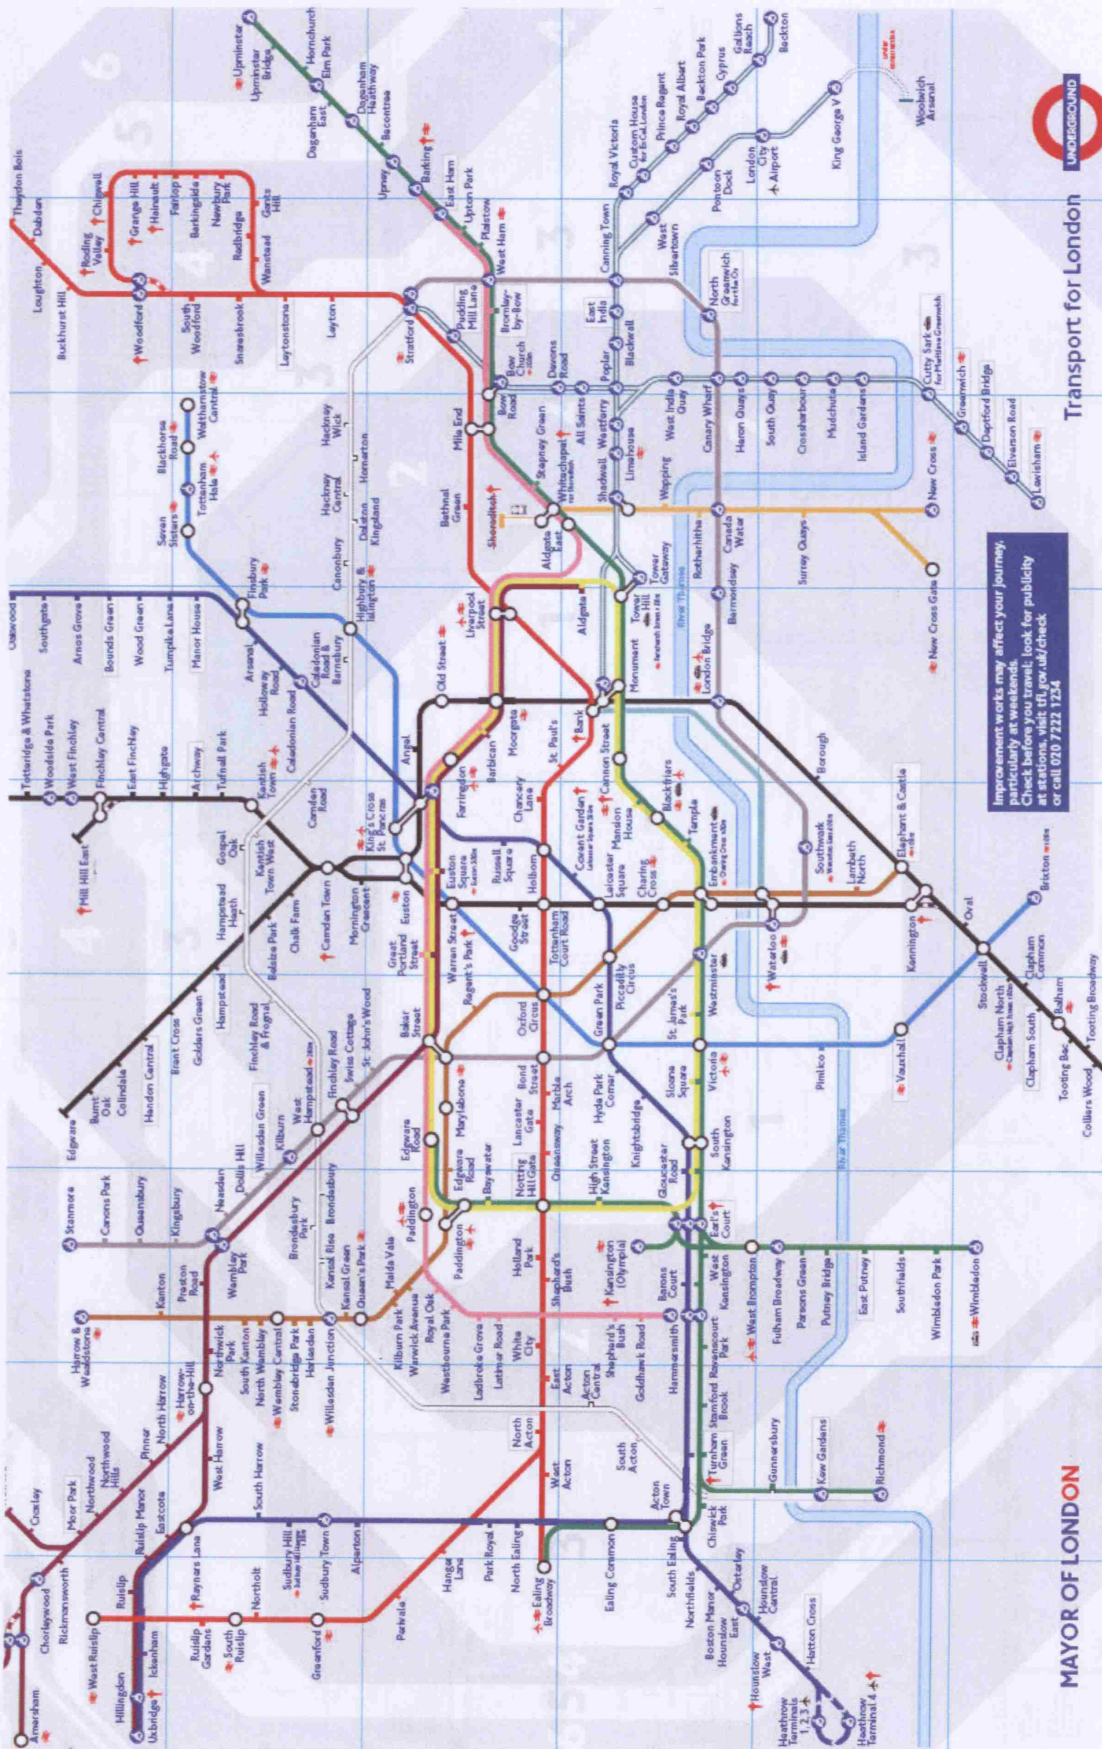 Amersham
Chorleywood
Rickmansworth
Croxley
Moor Park
Northwood
Northwood
Hills
Pinner
North Harrow
Harrow-
on-the-Hill
West Ruislip
Hillingdon
Uxbridge
Ickenham
Ruislip
Ruislip Manor
Eastcote
Rayners Lane
West Harrow
Ruislip
Gardens
South
Ruislip
Northolt
Greenford
Perivale
Hanger
Lane
South Harrow
Sudbury Hill
Sudbury Town
Alperton
Park Royal
North Ealing
Ealing
Broadway
Ealing Common
West
Acton
North
Acton
East
Acton
White
City
Shepherd's
Bush
Holland
Park
Notting
Hill Gate
Queensway
Lancaster
Gate
Marble
Arch
Bond
Street
Oxford
Circus
Tottenham
Court Road
Holborn
Chancery
Lane
St. Paul's
Bank
Liverpool
Street
Bethnal
Green
Mile End
Stratford
Leyton
Leytonstone
Snaresbrook
South
Woodford
Woodford
Buckhurst Hill
Loughton
Debden
Theydon Bois
Roding
Valley
Chigwell
Grange Hill
Hainault
Fairlop
Barkingside
Newbury
Park
Gants
Hill
Redbridge
Wanstead
Harrow &
Wealdstone
Kenton
Northwick
Park
Preston
Road
Wembley
Park
South Kenton
North Wembley
Wembley Central
Stonebridge Park
Harlesden
Willesden Junction
Kensal Green
Queen's Park
Kilburn Park
Maida Vale
Warwick Avenue
Royal Oak
Westbourne Park
Ladbroke Grove
Latimer Road
Shepherd's
Bush
Goldhawk Road
Hammersmith
Paddington
Paddington
Edgware
Road
Edgware
Road
Marylebone
Baker
Street
Bayswater
High Street
Kensington
Stanmore
Canons Park
Queensbury
Kingsbury
Neasden
Dollis Hill
Willesden Green
Kilburn
West
Hampstead
Finchley Road
Swiss Cottage
St. John's Wood
Brondesbury
Park
Brondesbury
Kensal Rise
Finchley Road
& Frognal
Hampstead
Heath
Gospel
Oak
Kentish
Town West
Camden
Road
Caledonian
Road &
Barnsbury
Highbury &
Islington
Canonbury
Dalston
Kingsland
Hackney
Central
Homerton
Hackney
Wick
Acton
Central
South
Acton
Edgware
Burnt
Oak
Colindale
Hendon Central
Brent Cross
Golders Green
Hampstead
Belsize Park
Chalk Farm
Camden Town
Mornington
Crescent
Euston
Mill Hill East
Totteridge & Whetstone
Woodside Park
West Finchley
Finchley Central
East Finchley
Highgate
Archway
Tufnell Park
Kentish
Town
Oakwood
Southgate
Arnos Grove
Bounds Green
Wood Green
Turnpike Lane
Manor House
Finsbury
Park
Arsenal
Holloway
Road
Caledonian Road
King's Cross
St. Pancras
Seven
Sisters
Tottenham
Hale
Blackhorse
Road
Walthamstow
Central
Great
Portland
Street
Euston
Square
Warren Street
Regent's Park
Goodge
Street
Russell
Square
Farringdon
Barbican
Moorgate
Old Street
Angel
Covent Garden
Leicester
Square
Piccadilly
Circus
Charing
Cross
Green Park
Hyde Park
Corner
Knightsbridge
South
Kensington
Gloucester
Road
Earl's
Court
Sloane
Square
Victoria
St. James's
Park
Westminster
Embankment
Temple
Blackfriars
Mansion
House
Cannon Street
Monument
Tower
Hill
Tower
Gateway
Aldgate
Aldgate
East
Shoreditch
Whitechapel
Stepney Green
Bow
Road
Bow
Church
Bromley-
by-Bow
Pudding
Mill Lane
West Ham
Plaistow
Upton Park
East Ham
Barking
Upney
Becontree
Dagenham
Heathway
Dagenham
East
Elm Park
Hornchurch
Upminster
Bridge
Upminster
Devons
Road
All Saints
Poplar
Westferry
Limehouse
Shadwell
Blackwall
East
India
Canning Town
Royal Victoria
Custom House
for ExCeL London
Prince Regent
Royal Albert
Beckton Park
Cyprus
Gallions
Reach
Beckton
West
Silvertown
Pontoon
Dock
London
City
Airport
King George V
Woolwich
Arsenal
under
construction
North
Greenwich
for the O2
West India
Quay
Canary Wharf
Heron Quays
South Quay
Crossharbour
Mudchute
Island Gardens
Cutty Sark
for Maritime Greenwich
Greenwich
Deptford Bridge
Elverson Road
Lewisham
Wapping
Rotherhithe
Canada
Water
Surrey Quays
New Cross
New Cross Gate
Bermondsey
London Bridge
Borough
Southwark
Waterloo
Lambeth
North
Elephant & Castle
Kennington
Oval
Stockwell
Brixton
Vauxhall
Pimlico
Clapham North
Clapham
Common
Clapham South
Balham
Tooting Bec
Tooting Broadway
Colliers Wood
Kensington
(Olympia)
Barons
Court
West
Kensington
West Brompton
Fulham Broadway
Parsons Green
Putney Bridge
East Putney
Southfields
Wimbledon Park
Wimbledon
Ravenscourt
Park
Stamford
Brook
Turnham
Green
Chiswick
Park
Gunnersbury
Kew Gardens
Richmond
Acton
Town
South Ealing
Northfields
Boston Manor
Osterley
Hounslow
East
Hounslow
Central
Hounslow
West
Hatton Cross
Heathrow
Terminals
1, 2, 3
Heathrow
Terminal 4
River Thames
River Thames
Improvement works may affect your journey,
particularly at weekends.
Check before you travel; look for publicity
at stations, visit tfl.gov.uk/check
or call 020 7222 1234
MAYOR OF LONDON
Transport for London
UNDERGROUND